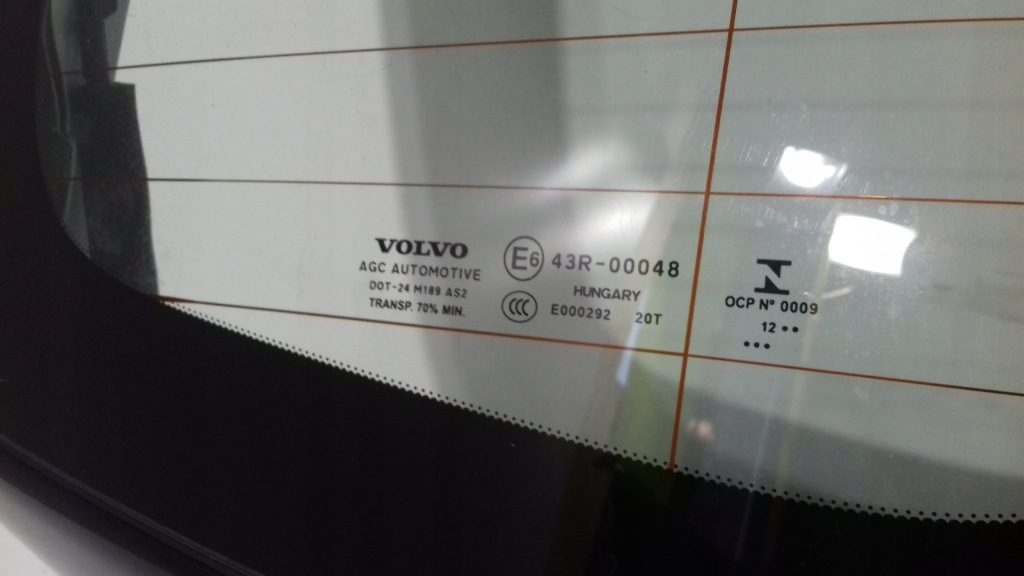 VOLVO
AGC AUTOMOTIVE
DOT-24 M189 AS2
TRANSP. 70% MIN.
E6 43R-00048
HUNGARY
CCC E000292 20T
OCP Nº 0009
12 ••
•••